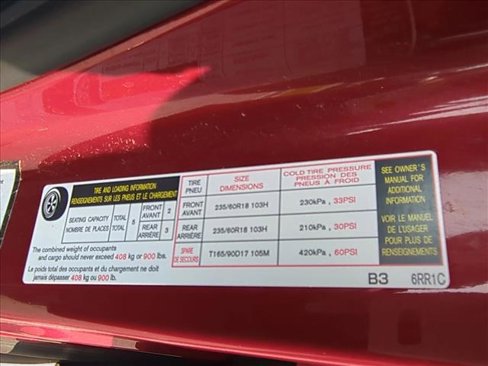 TIRE AND LOADING INFORMATION
RENSEIGNEMENTS SUR LES PNEUS ET LE CHARGEMENT
SEATING CAPACITY
NOMBRE DE PLACES
TOTAL
TOTAL
5
FRONT
AVANT
2
REAR
ARRIÈRE
3
The combined weight of occupants
and cargo should never exceed 408 kg or 900 lbs.
Le poids total des occupants et du chargement ne doit
jamais dépasser 408 kg ou 900 lb.
TIRE
PNEU
SIZE
DIMENSIONS
COLD TIRE PRESSURE
PRESSION DES
PNEUS À FROID
FRONT
AVANT
235/60R18 103H
230kPa , 33PSI
REAR
ARRIÈRE
235/60R18 103H
210kPa , 30PSI
SPARE
DE SECOURS
T165/90D17 105M
420kPa , 60PSI
SEE OWNER'S
MANUAL FOR
ADDITIONAL
INFORMATION
VOIR LE MANUEL
DE L'USAGER
POUR PLUS DE
RENSEIGNEMENTS
B3
6RR1C